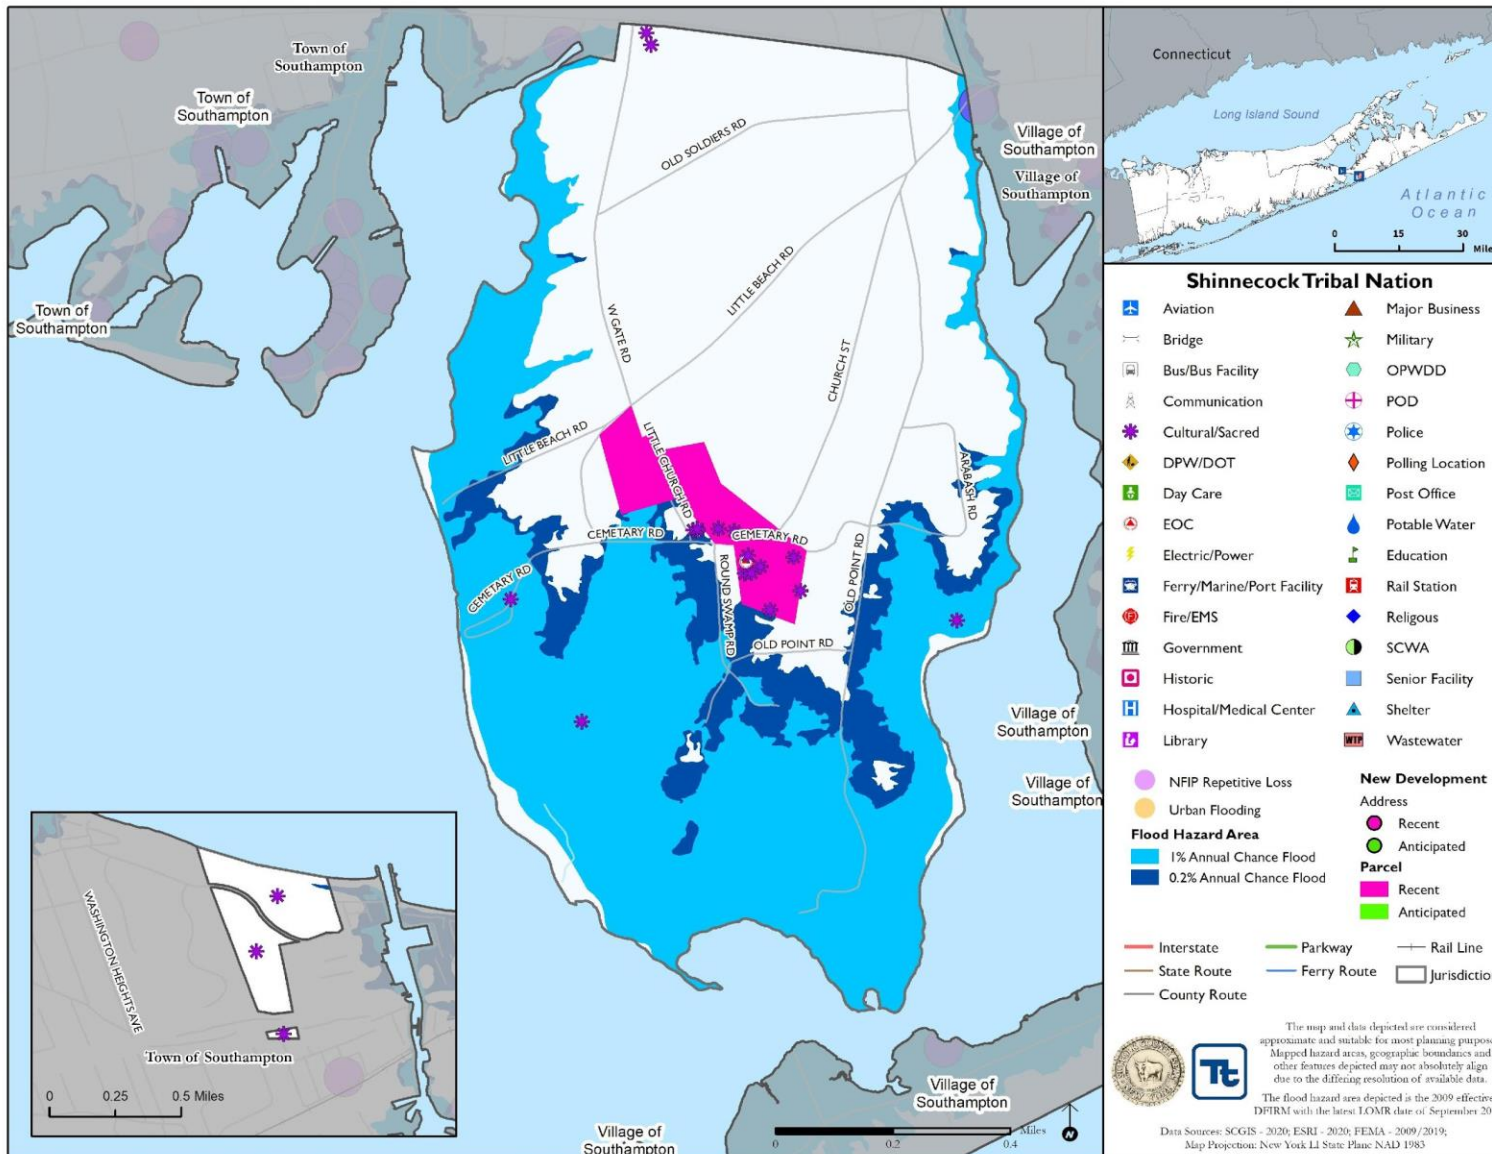 Town of
Southampton
Town of
Southampton
Town of
Southampton
Village of
Southampton
Village of
Southampton
OLD SOLDIERS RD
LITTLE BEACH RD
W GATE RD
CHURCH ST
LITTLE BEACH RD
LITTLE CHURCH RD
ARABASH RD
CEMETARY RD
CEMETARY RD
CEMETARY RD
ROUND SWAMP RD
OLD POINT RD
OLD POINT RD
Village of
Southampton
Village of
Southampton
Village of
Southampton
Village of
Southampton
WASHINGTON HEIGHTS AVE
Town of Southampton
0 0.25 0.5 Miles
Miles
0 0.2 0.4
N
Connecticut
Long Island Sound
Atlantic
Ocean
0 15 30
Mile
Shinnecock Tribal Nation
Aviation
Bridge
Bus/Bus Facility
Communication
Cultural/Sacred
DPW/DOT
Day Care
EOC
Electric/Power
Ferry/Marine/Port Facility
Fire/EMS
Government
Historic
Hospital/Medical Center
Library
Major Business
Military
OPWDD
POD
Police
Polling Location
Post Office
Potable Water
Education
Rail Station
Religous
SCWA
Senior Facility
Shelter
WTP Wastewater
NFIP Repetitive Loss
Urban Flooding
Flood Hazard Area
1% Annual Chance Flood
0.2% Annual Chance Flood
New Development
Address
Recent
Anticipated
Parcel
Recent
Anticipated
Interstate
State Route
County Route
Parkway
Ferry Route
Rail Line
Jurisdiction
Tt
The map and data depicted are considered
approximate and suitable for most planning purpose
Mapped hazard areas, geographic boundaries and
other features depicted may not absolutely align
due to the differing resolution of available data.
The flood hazard area depicted is the 2009 effective
DFIRM with the latest LOMR date of September 20
Data Sources: SCGIS - 2020; ESRI - 2020; FEMA - 2009/2019;
Map Projection: New York LI State Plane NAD 1983